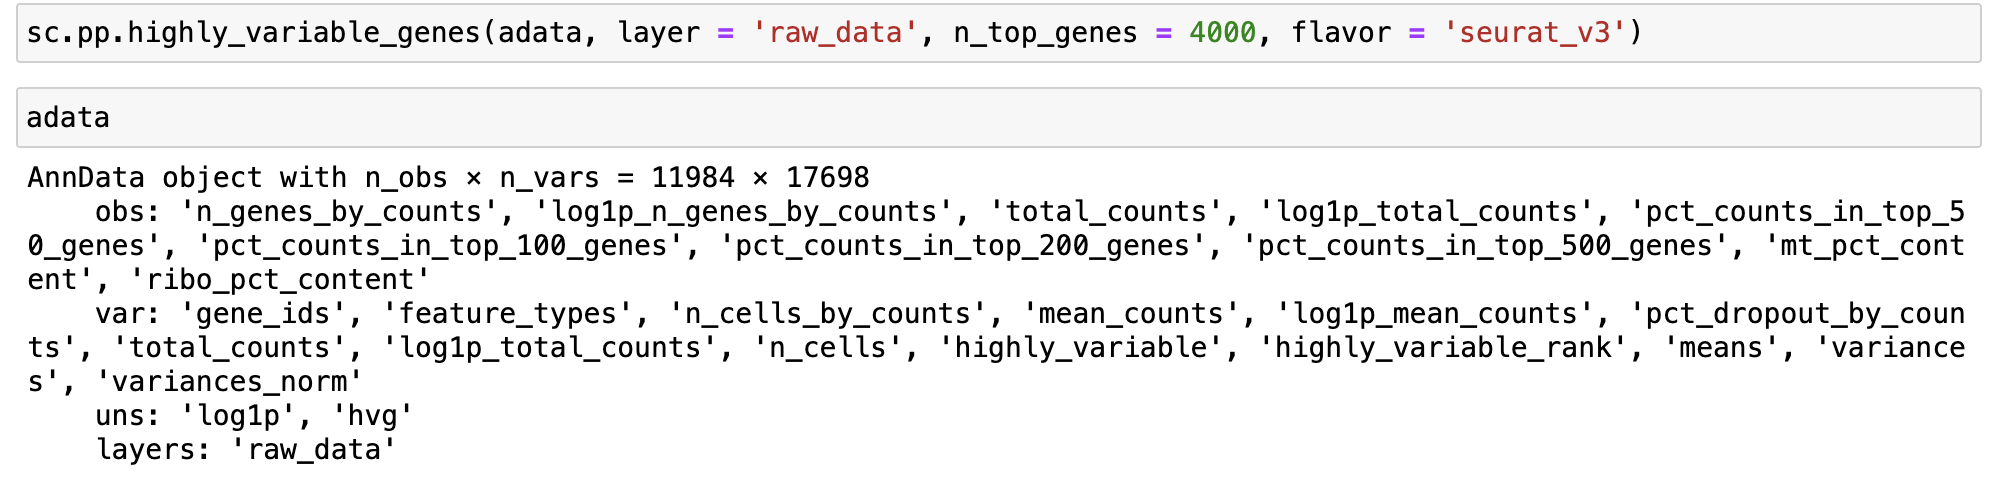 sc.pp.highly_variable_genes(adata, layer = 'raw_data', n_top_genes = 4000, flavor = 'seurat_v3')
adata
AnnData object with n_obs × n_vars = 11984 × 17698
    obs: 'n_genes_by_counts', 'log1p_n_genes_by_counts', 'total_counts', 'log1p_total_counts', 'pct_counts_in_top_5
0_genes', 'pct_counts_in_top_100_genes', 'pct_counts_in_top_200_genes', 'pct_counts_in_top_500_genes', 'mt_pct_cont
ent', 'ribo_pct_content'
    var: 'gene_ids', 'feature_types', 'n_cells_by_counts', 'mean_counts', 'log1p_mean_counts', 'pct_dropout_by_coun
ts', 'total_counts', 'log1p_total_counts', 'n_cells', 'highly_variable', 'highly_variable_rank', 'means', 'variance
s', 'variances_norm'
    uns: 'log1p', 'hvg'
    layers: 'raw_data'